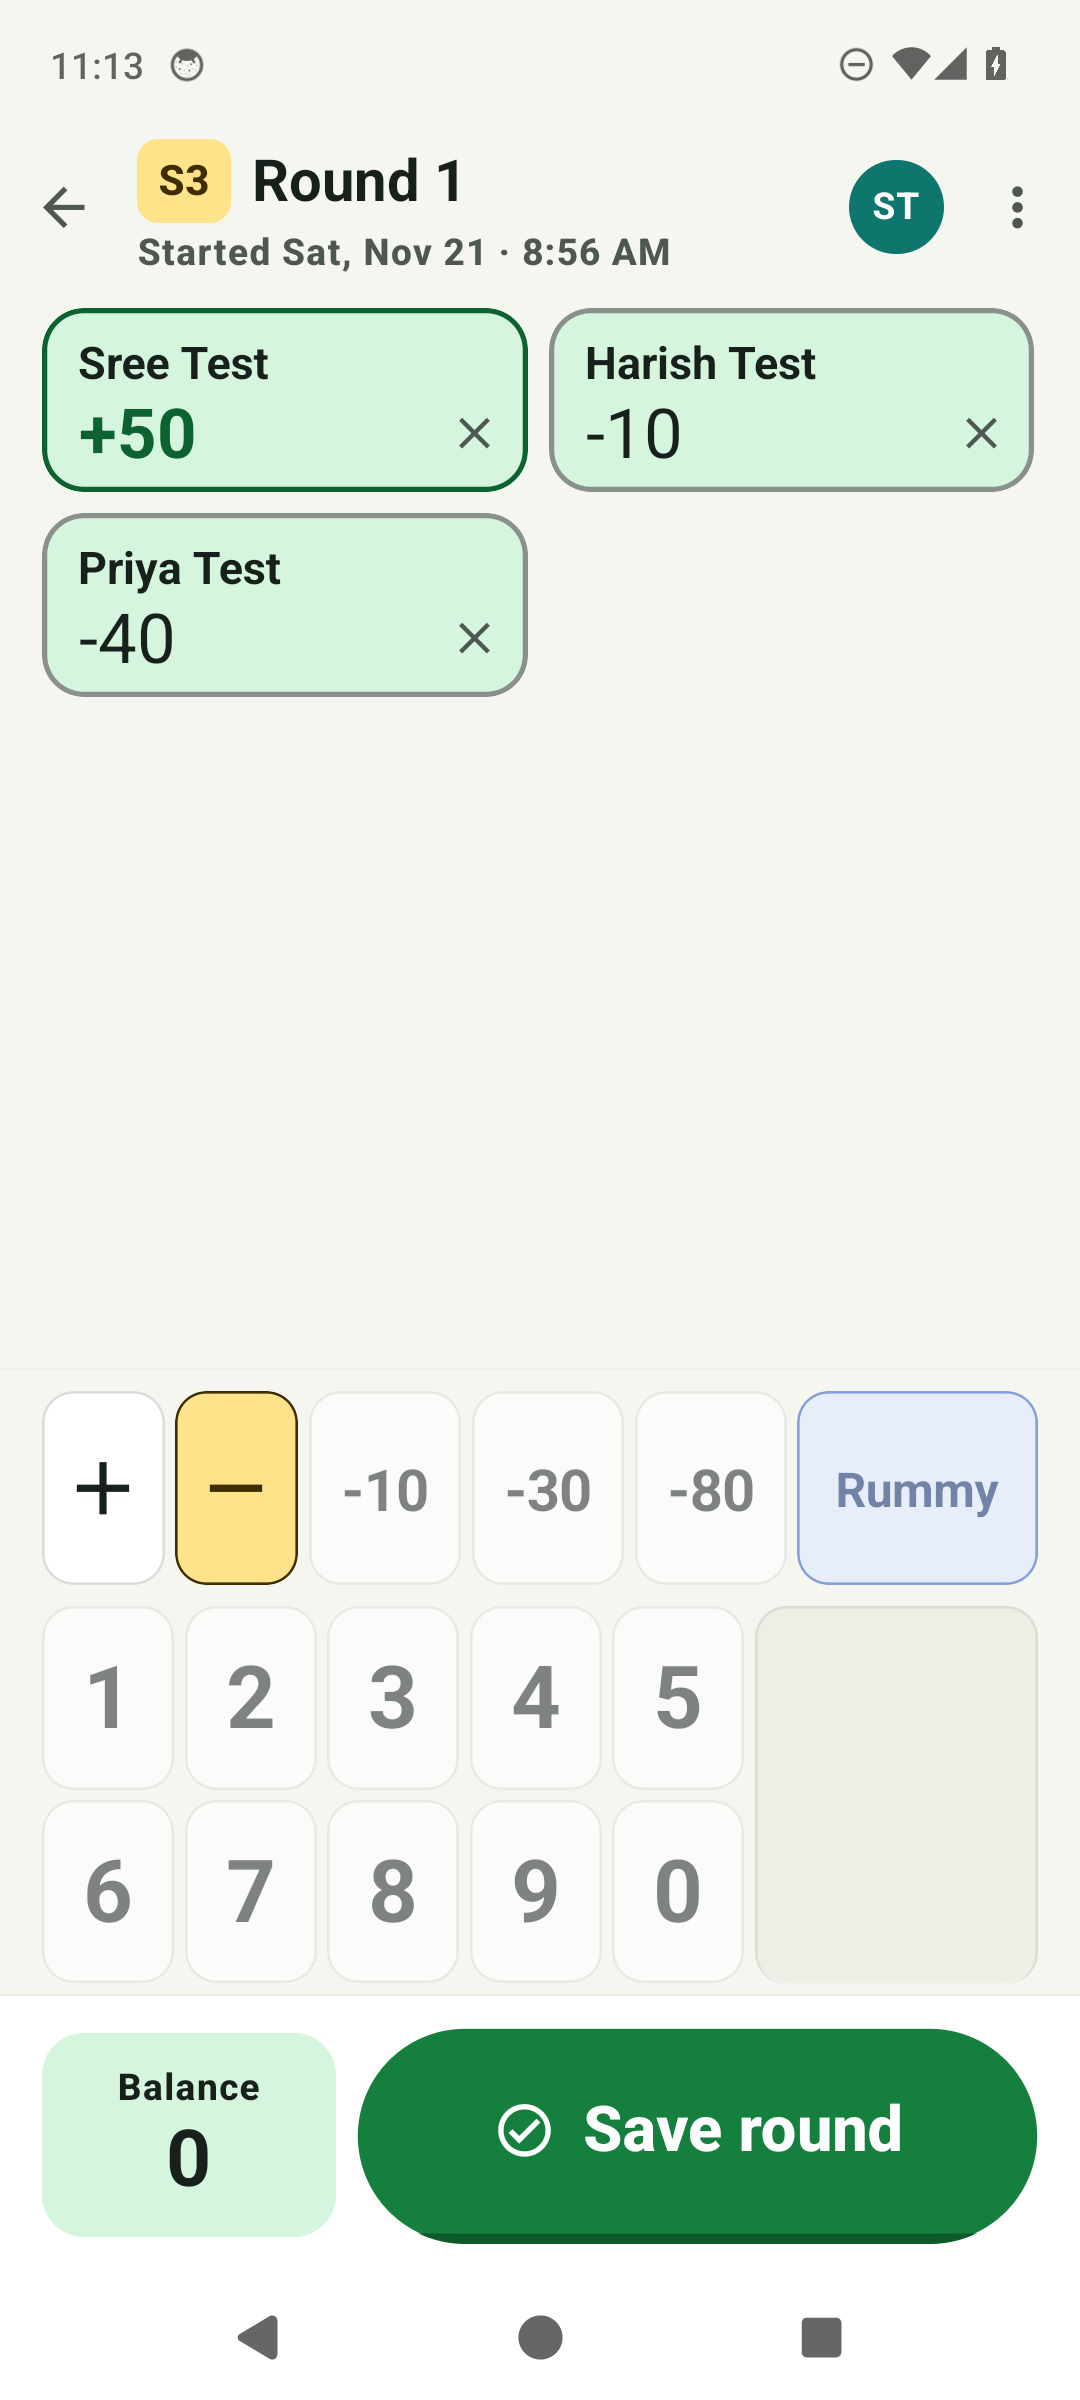 11:13
S3 Round 1
Started Sat, Nov 21 · 8:56 AM
ST
Sree Test
+50
Harish Test
-10
Priya Test
-40
+ − -10 -30 -80 Rummy
1 2 3 4 5
6 7 8 9 0
Balance
0
Save round